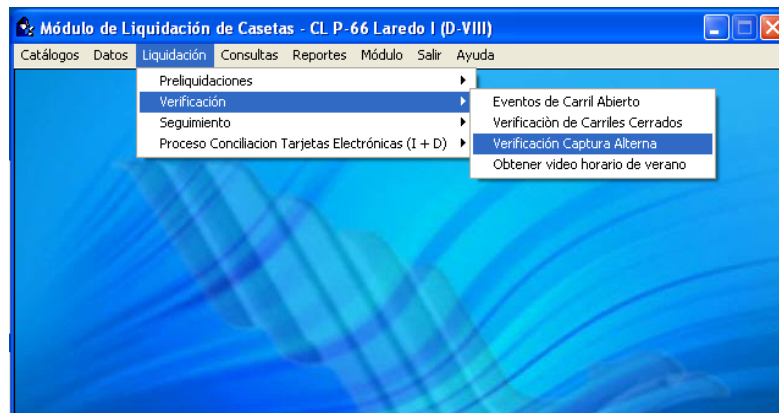 Módulo de Liquidación de Casetas - CL P-66 Laredo I (D-VIII)
Catálogos Datos Liquidación Consultas Reportes Módulo Salir Ayuda
Preliquidaciones
Verificación
Seguimiento
Proceso Conciliacion Tarjetas Electrónicas (I + D)
Eventos de Carril Abierto
Verificaciòn de Carriles Cerrados
Verificación Captura Alterna
Obtener video horario de verano